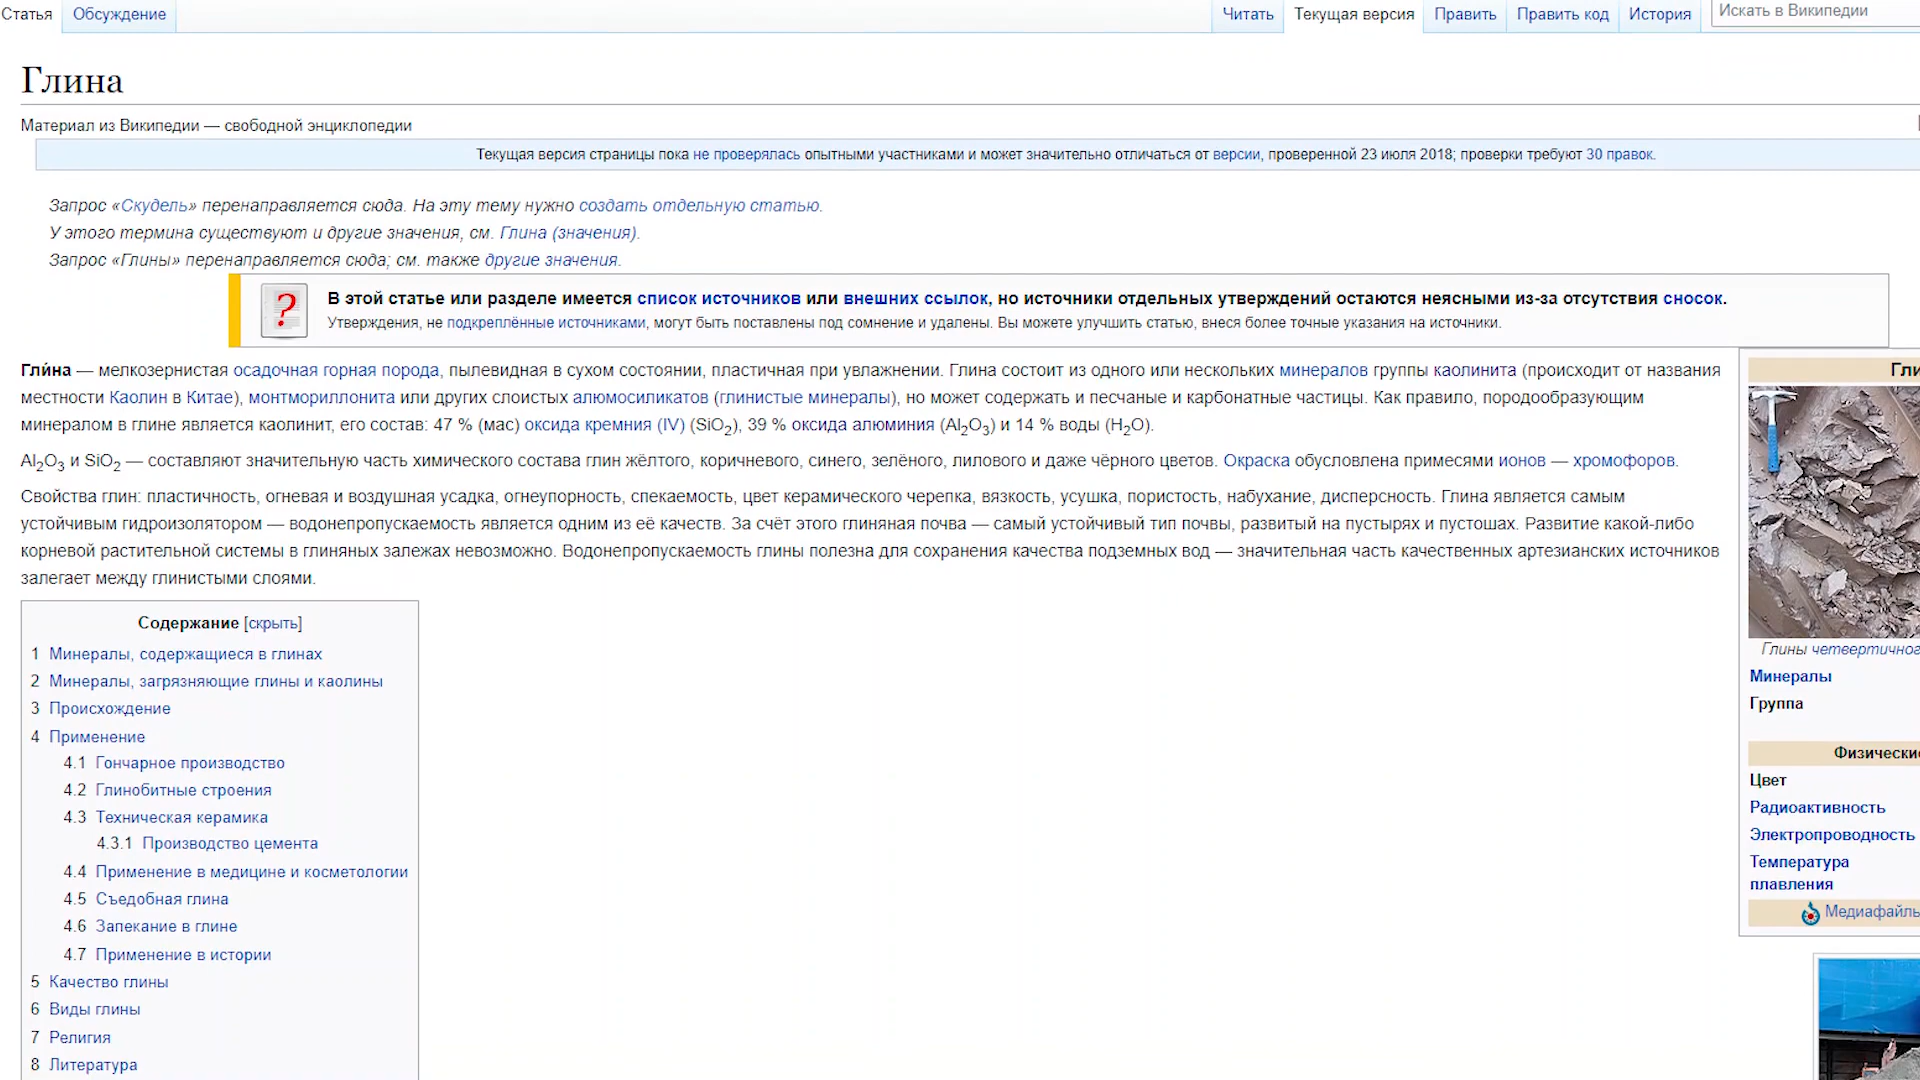 Статья Обсуждение Читать Текущая версия Править Править код История Искать в Википедии
Глина
Материал из Википедии — свободной энциклопедии
Текущая версия страницы пока не проверялась опытными участниками и может значительно отличаться от версии, проверенной 23 июля 2018; проверки требуют 30 правок.
Запрос «Скудель» перенаправляется сюда. На эту тему нужно создать отдельную статью.
У этого термина существуют и другие значения, см. Глина (значения).
Запрос «Глины» перенаправляется сюда; см. также другие значения.
В этой статье или разделе имеется список источников или внешних ссылок, но источники отдельных утверждений остаются неясными из-за отсутствия сносок.
Утверждения, не подкреплённые источниками, могут быть поставлены под сомнение и удалены. Вы можете улучшить статью, внеся более точные указания на источники.
Гли́на — мелкозернистая осадочная горная порода, пылевидная в сухом состоянии, пластичная при увлажнении. Глина состоит из одного или нескольких минералов группы каолинита (происходит от названия
местности Каолин в Китае), монтмориллонита или других слоистых алюмосиликатов (глинистые минералы), но может содержать и песчаные и карбонатные частицы. Как правило, породообразующим
минералом в глине является каолинит, его состав: 47 % (мас) оксида кремния (IV) (SiO2), 39 % оксида алюминия (Al2O3) и 14 % воды (H2O).
Al2O3 и SiO2 — составляют значительную часть химического состава глин жёлтого, коричневого, синего, зелёного, лилового и даже чёрного цветов. Окраска обусловлена примесями ионов — хромофоров.
Свойства глин: пластичность, огневая и воздушная усадка, огнеупорность, спекаемость, цвет керамического черепка, вязкость, усушка, пористость, набухание, дисперсность. Глина является самым
устойчивым гидроизолятором — водонепропускаемость является одним из её качеств. За счёт этого глиняная почва — самый устойчивый тип почвы, развитый на пустырях и пустошах. Развитие какой-либо
корневой растительной системы в глиняных залежах невозможно. Водонепропускаемость глины полезна для сохранения качества подземных вод — значительная часть качественных артезианских источников
залегает между глинистыми слоями.
Содержание [скрыть]
1 Минералы, содержащиеся в глинах
2 Минералы, загрязняющие глины и каолины
3 Происхождение
4 Применение
4.1 Гончарное производство
4.2 Глинобитные строения
4.3 Техническая керамика
4.3.1 Производство цемента
4.4 Применение в медицине и косметологии
4.5 Съедобная глина
4.6 Запекание в глине
4.7 Применение в истории
5 Качество глины
6 Виды глины
7 Религия
8 Литература
Гли
Глины четвертичног
Минералы
Группа
Физически
Цвет
Радиоактивность
Электропроводность
Температура
плавления
Медиафайль